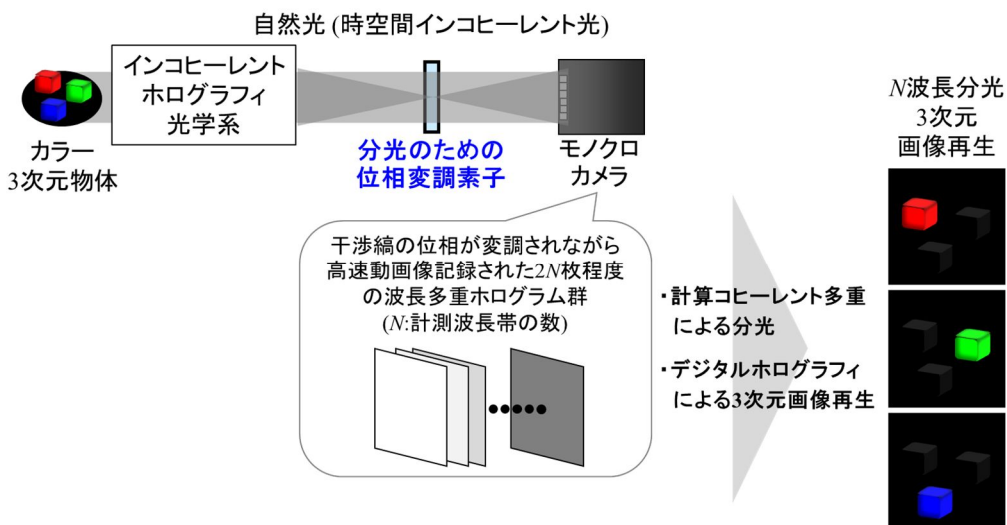 自然光 (時空間インコヒーレント光)
インコヒーレント
ホログラフィ
光学系
カラー
3次元物体
分光のための
位相変調素子
モノクロ
カメラ
干渉縞の位相が変調されながら
高速動画像記録された2N枚程度
の波長多重ホログラム群
(N:計測波長帯の数)
・計算コヒーレント多重
による分光
・デジタルホログラフィ
による3次元画像再生
N波長分光
3次元
画像再生